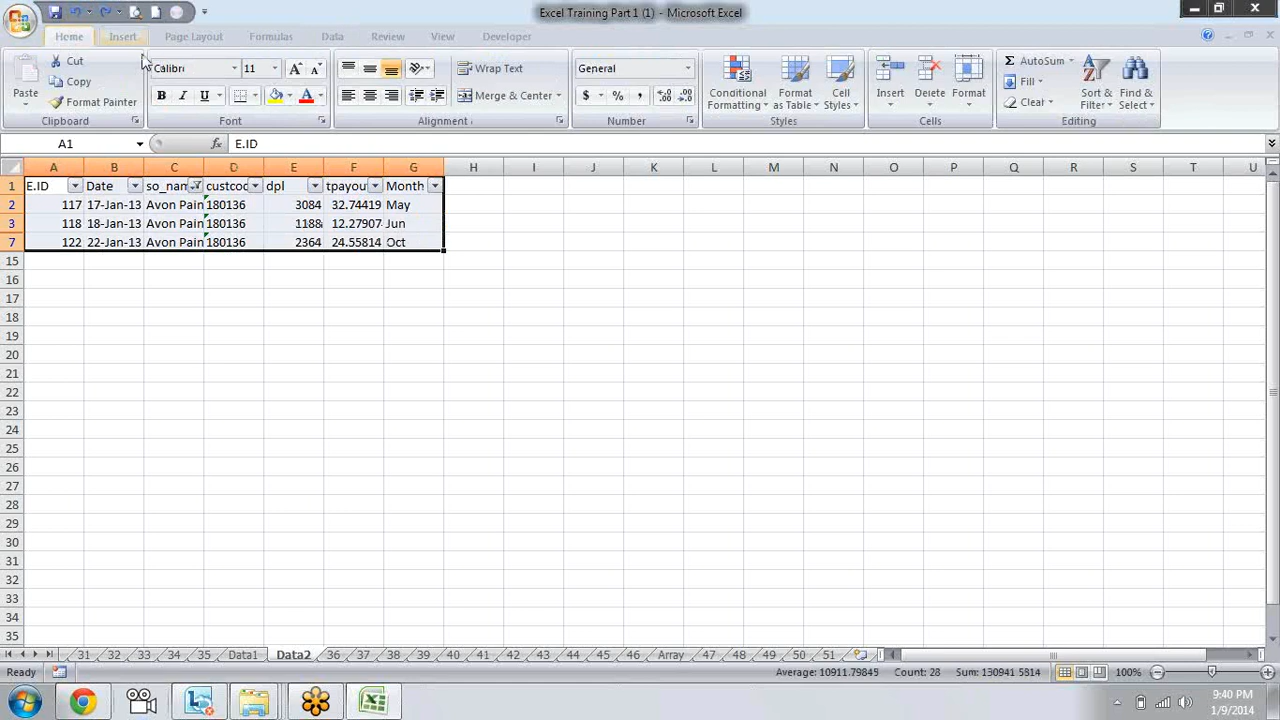 Excel Training Part 1 (1) - Microsoft Excel
Home Insert Page Layout Formulas Data Review View Developer
Paste
Cut
Copy
Format Painter
Clipboard
Calibri 11
B I U
Font
Wrap Text
Merge & Center
Alignment
General
$ % ,
Number
Conditional Formatting
Format as Table
Cell Styles
Styles
Insert Delete Format
Cells
Σ AutoSum
Fill
Clear
Sort & Filter
Find & Select
Editing
A1 fx E.ID
A B C D E F G H I J K L M N O P Q R S T U
1 E.ID Date so_nam custcod dpl tpayou Month
2 117 17-Jan-13 Avon Pain 180136 3084 32.74419 May
3 118 18-Jan-13 Avon Pain 180136 1188 12.27907 Jun
7 122 22-Jan-13 Avon Pain 180136 2364 24.55814 Oct
15
16
17
18
19
20
21
22
23
24
25
26
27
28
29
30
31
32
33
34
35
31 32 33 34 35 Data1 Data2 36 37 38 39 40 41 42 43 44 45 46 Array 47 48 49 50 51
Ready Average: 10911.79845 Count: 28 Sum: 130941.5814 100%
9:40 PM
1/9/2014